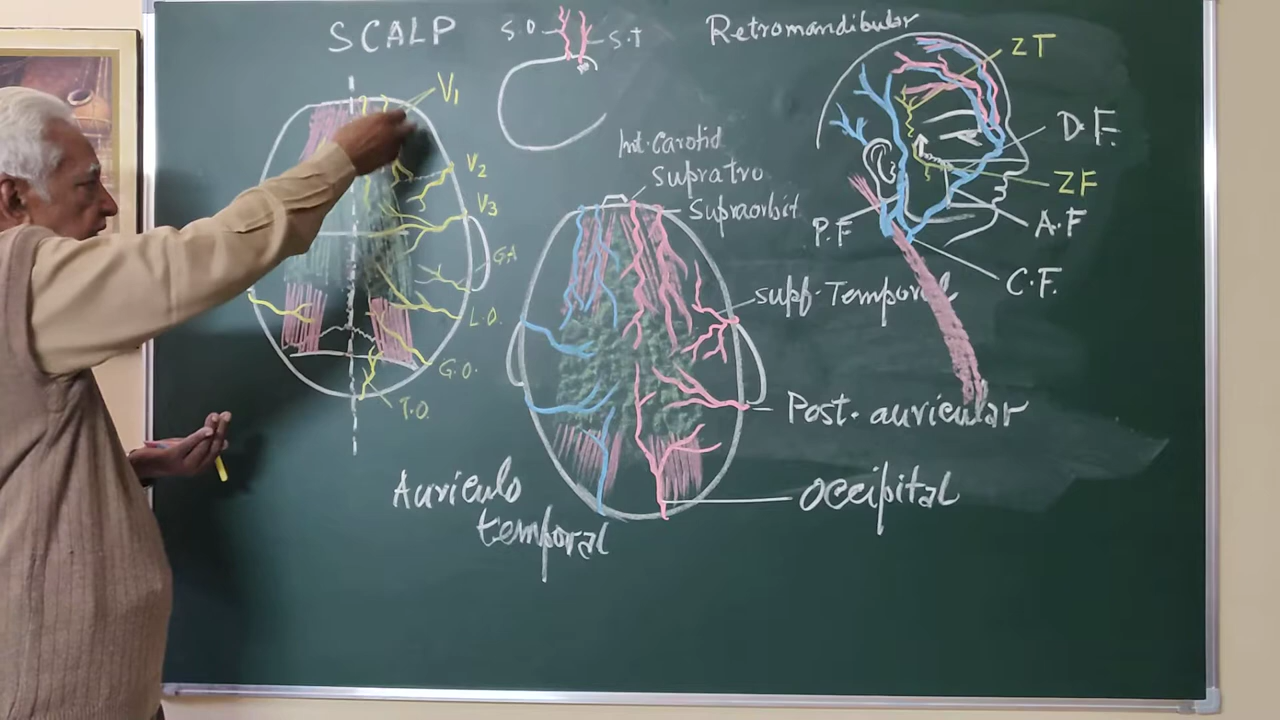 SCALP
S.O
S.T
Retromandibular
V1
V2
V3
G.A
L.O.
G.O.
T.O.
Int. Carotid
Supratro
Supraorbit
supf. Temporal
Post. auricular
Occipital
Auriculo
temporal
ZT
D.F.
ZF
A.F
P.F
C.F.